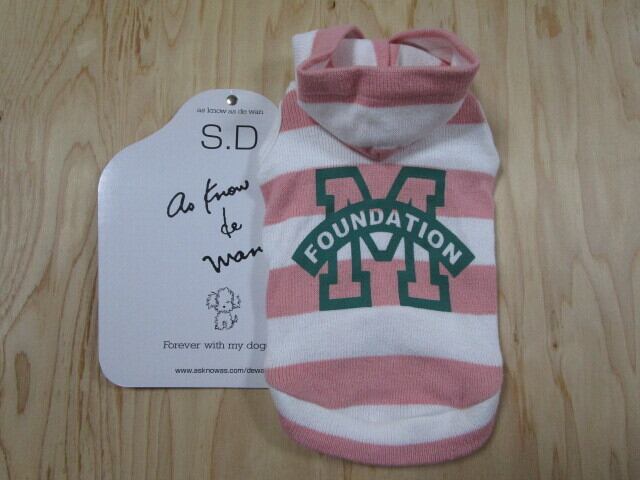 as know as de wan
S.D
as know
de
wan
Forever with my dog
www.asknowas.com/dewa
M
FOUNDATION